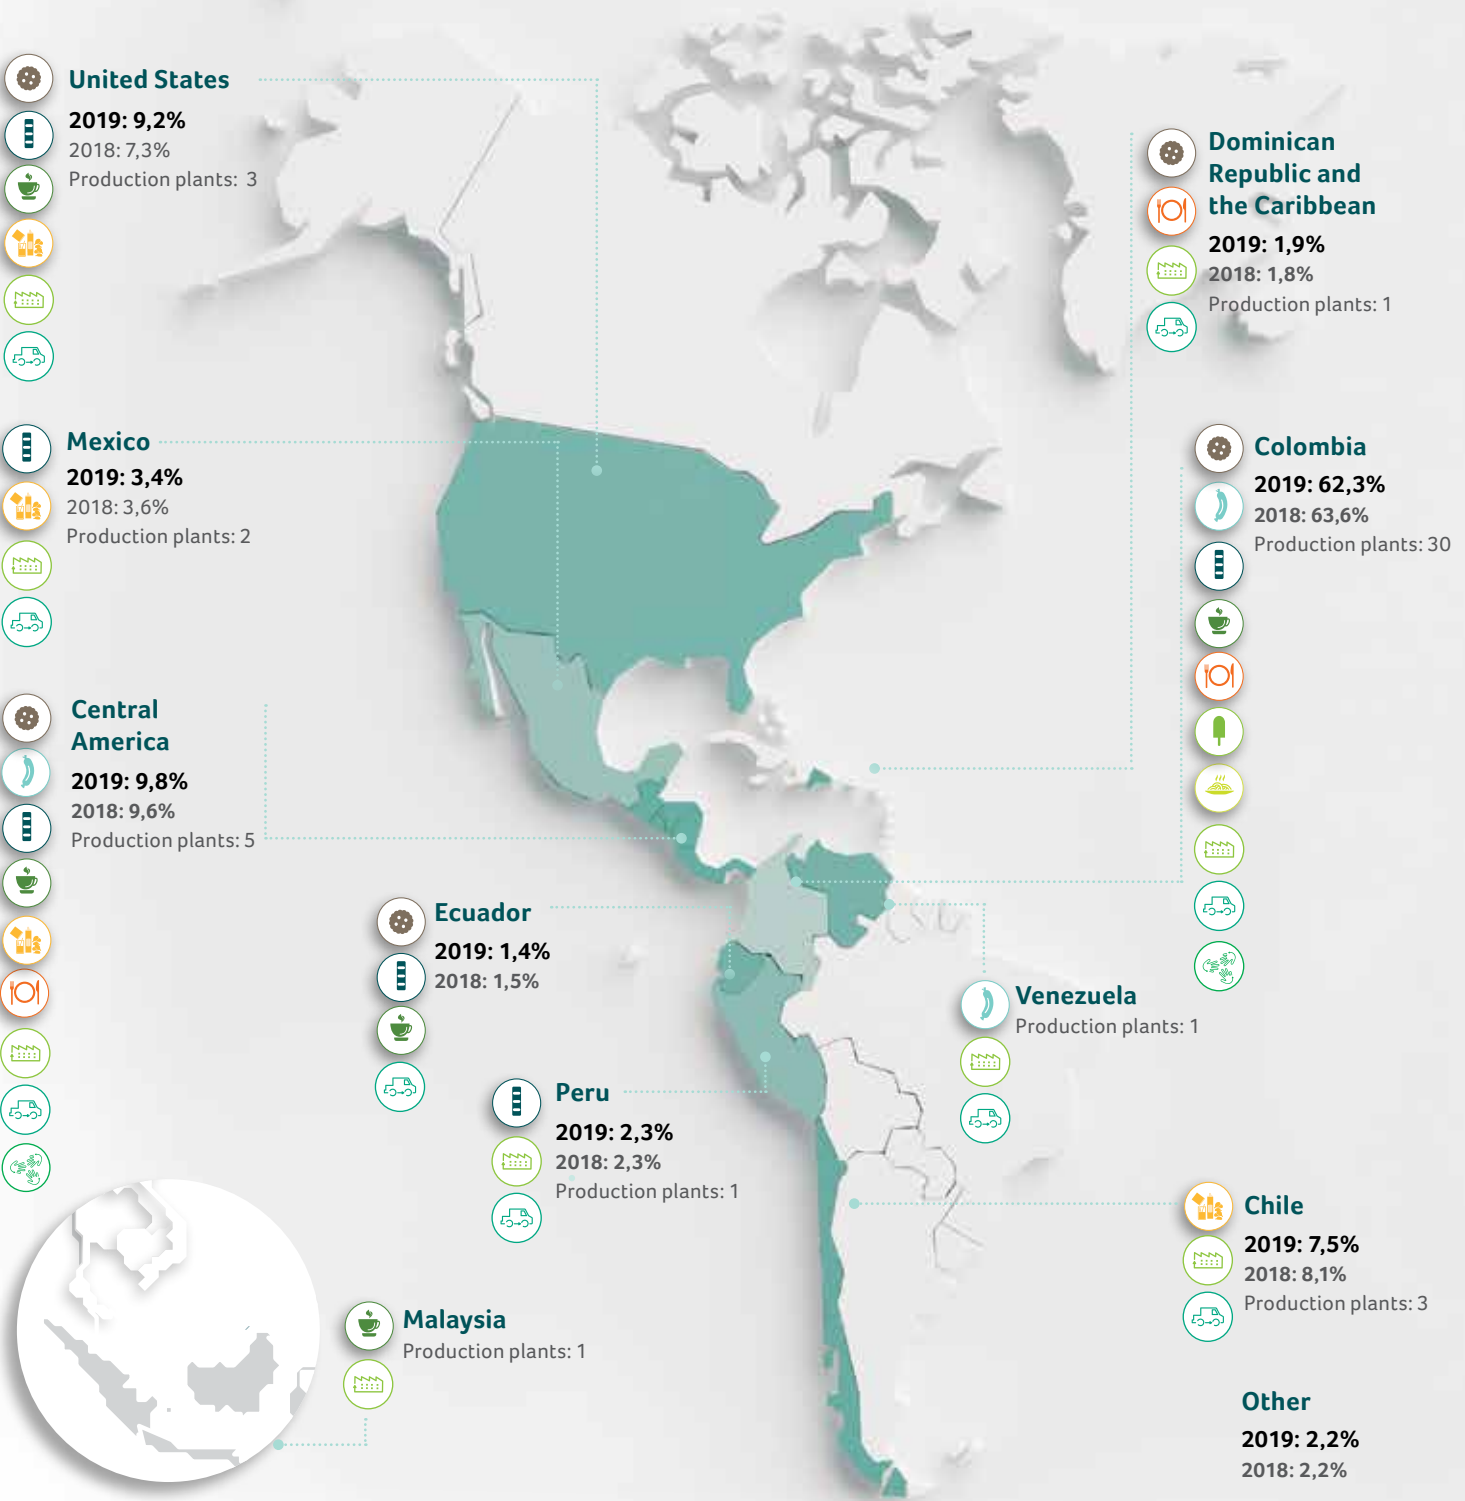 United States
2019: 9,2%
2018: 7,3%
Production plants: 3
Dominican
Republic and
the Caribbean
2019: 1,9%
2018: 1,8%
Production plants: 1
Mexico
2019: 3,4%
2018: 3,6%
Production plants: 2
Colombia
2019: 62,3%
2018: 63,6%
Production plants: 30
Central
America
2019: 9,8%
2018: 9,6%
Production plants: 5
Ecuador
2019: 1,4%
2018: 1,5%
Venezuela
Production plants: 1
Peru
2019: 2,3%
2018: 2,3%
Production plants: 1
Chile
2019: 7,5%
2018: 8,1%
Production plants: 3
Malaysia
Production plants: 1
Other
2019: 2,2%
2018: 2,2%